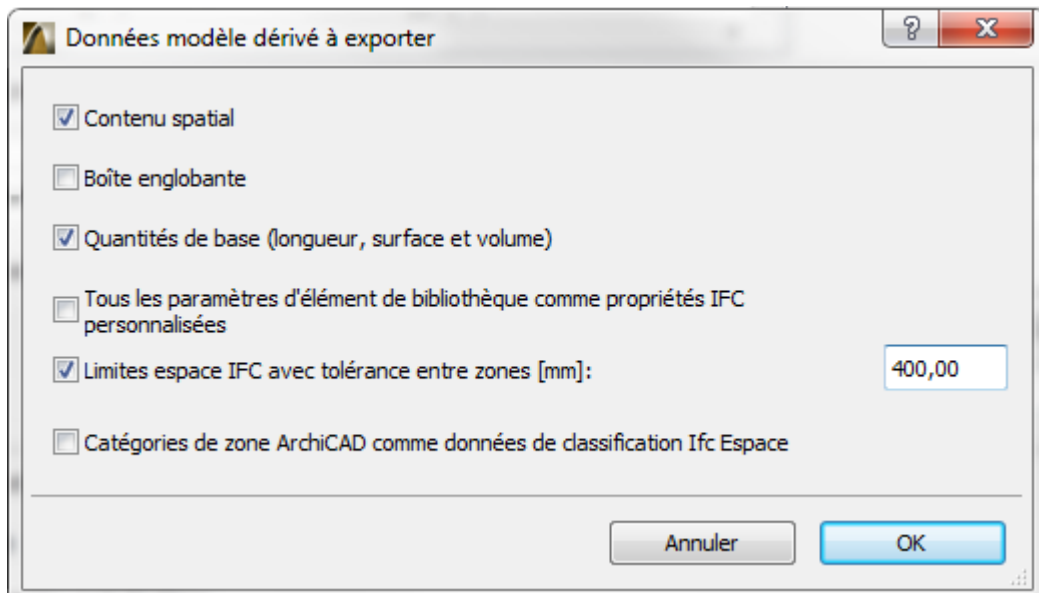 Données modèle dérivé à exporter
Contenu spatial
Boîte englobante
Quantités de base (longueur, surface et volume)
Tous les paramètres d'élément de bibliothèque comme propriétés IFC
personnalisées
Limites espace IFC avec tolérance entre zones [mm]: 400,00
Catégories de zone ArchiCAD comme données de classification Ifc Espace
Annuler OK